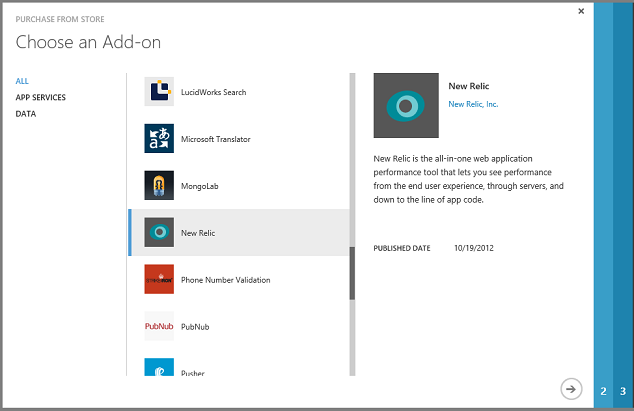 PURCHASE FROM STORE
Choose an Add-on
ALL
APP SERVICES
DATA
LucidWorks Search
Microsoft Translator
MongoLab
New Relic
Phone Number Validation
PubNub
PubNub
Pusher
New Relic
New Relic, Inc.
New Relic is the all-in-one web application
performance tool that lets you see performance
from the end user experience, through servers, and
down to the line of app code.
PUBLISHED DATE 10/19/2012
2
3